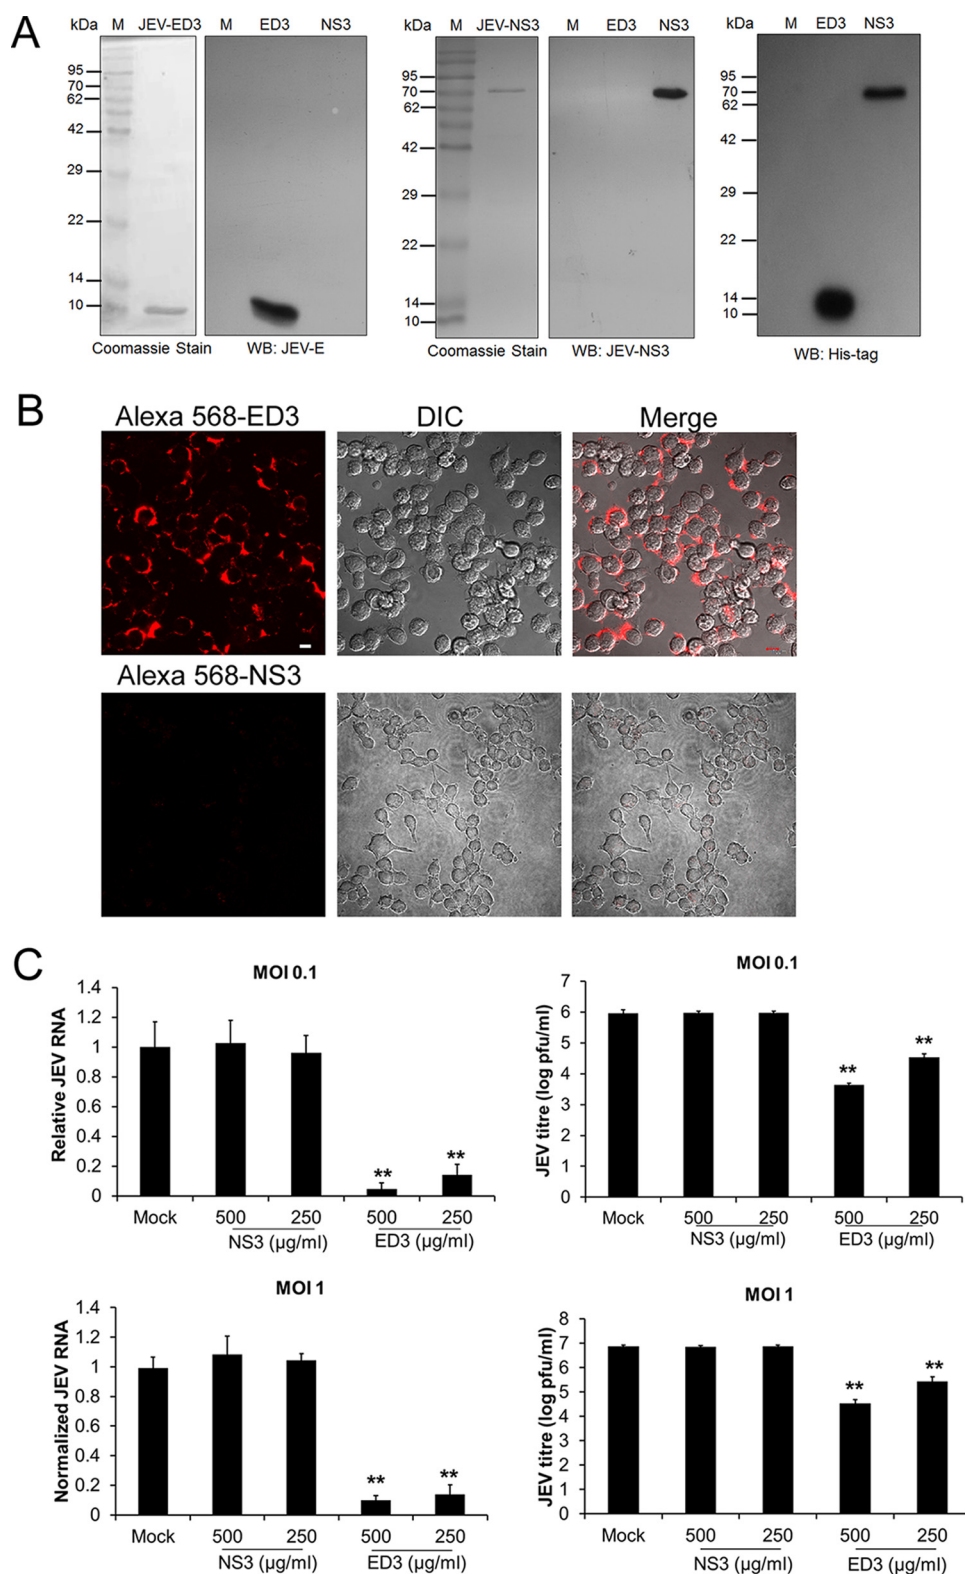 A
kDa M JEV-ED3 M ED3 NS3
95
70
62
42
29
22
14
10
Coomassie Stain WB: JEV-E
kDa M JEV-NS3 M ED3 NS3
95
70
62
42
29
22
14
10
Coomassie Stain WB: JEV-NS3
kDa M ED3 NS3
95
70
62
42
29
22
14
10
WB: His-tag
B
Alexa 568-ED3 DIC Merge
Alexa 568-NS3
C
MOI 0.1
Relative JEV RNA
1.4
1.2
1
0.8
0.6
0.4
0.2
0
** **
Mock 500 250 500 250
NS3 (µg/ml) ED3 (µg/ml)
MOI 0.1
JEV titre (log pfu/ml)
7
6
5
4
3
2
1
0
** **
Mock 500 250 500 250
NS3 (µg/ml) ED3 (µg/ml)
MOI 1
Normalized JEV RNA
1.4
1.2
1
0.8
0.6
0.4
0.2
0
** **
Mock 500 250 500 250
NS3 (µg/ml) ED3 (µg/ml)
MOI 1
JEV titre (log pfu/ml)
8
7
6
5
4
3
2
1
0
** **
Mock 500 250 500 250
NS3 (µg/ml) ED3 (µg/ml)